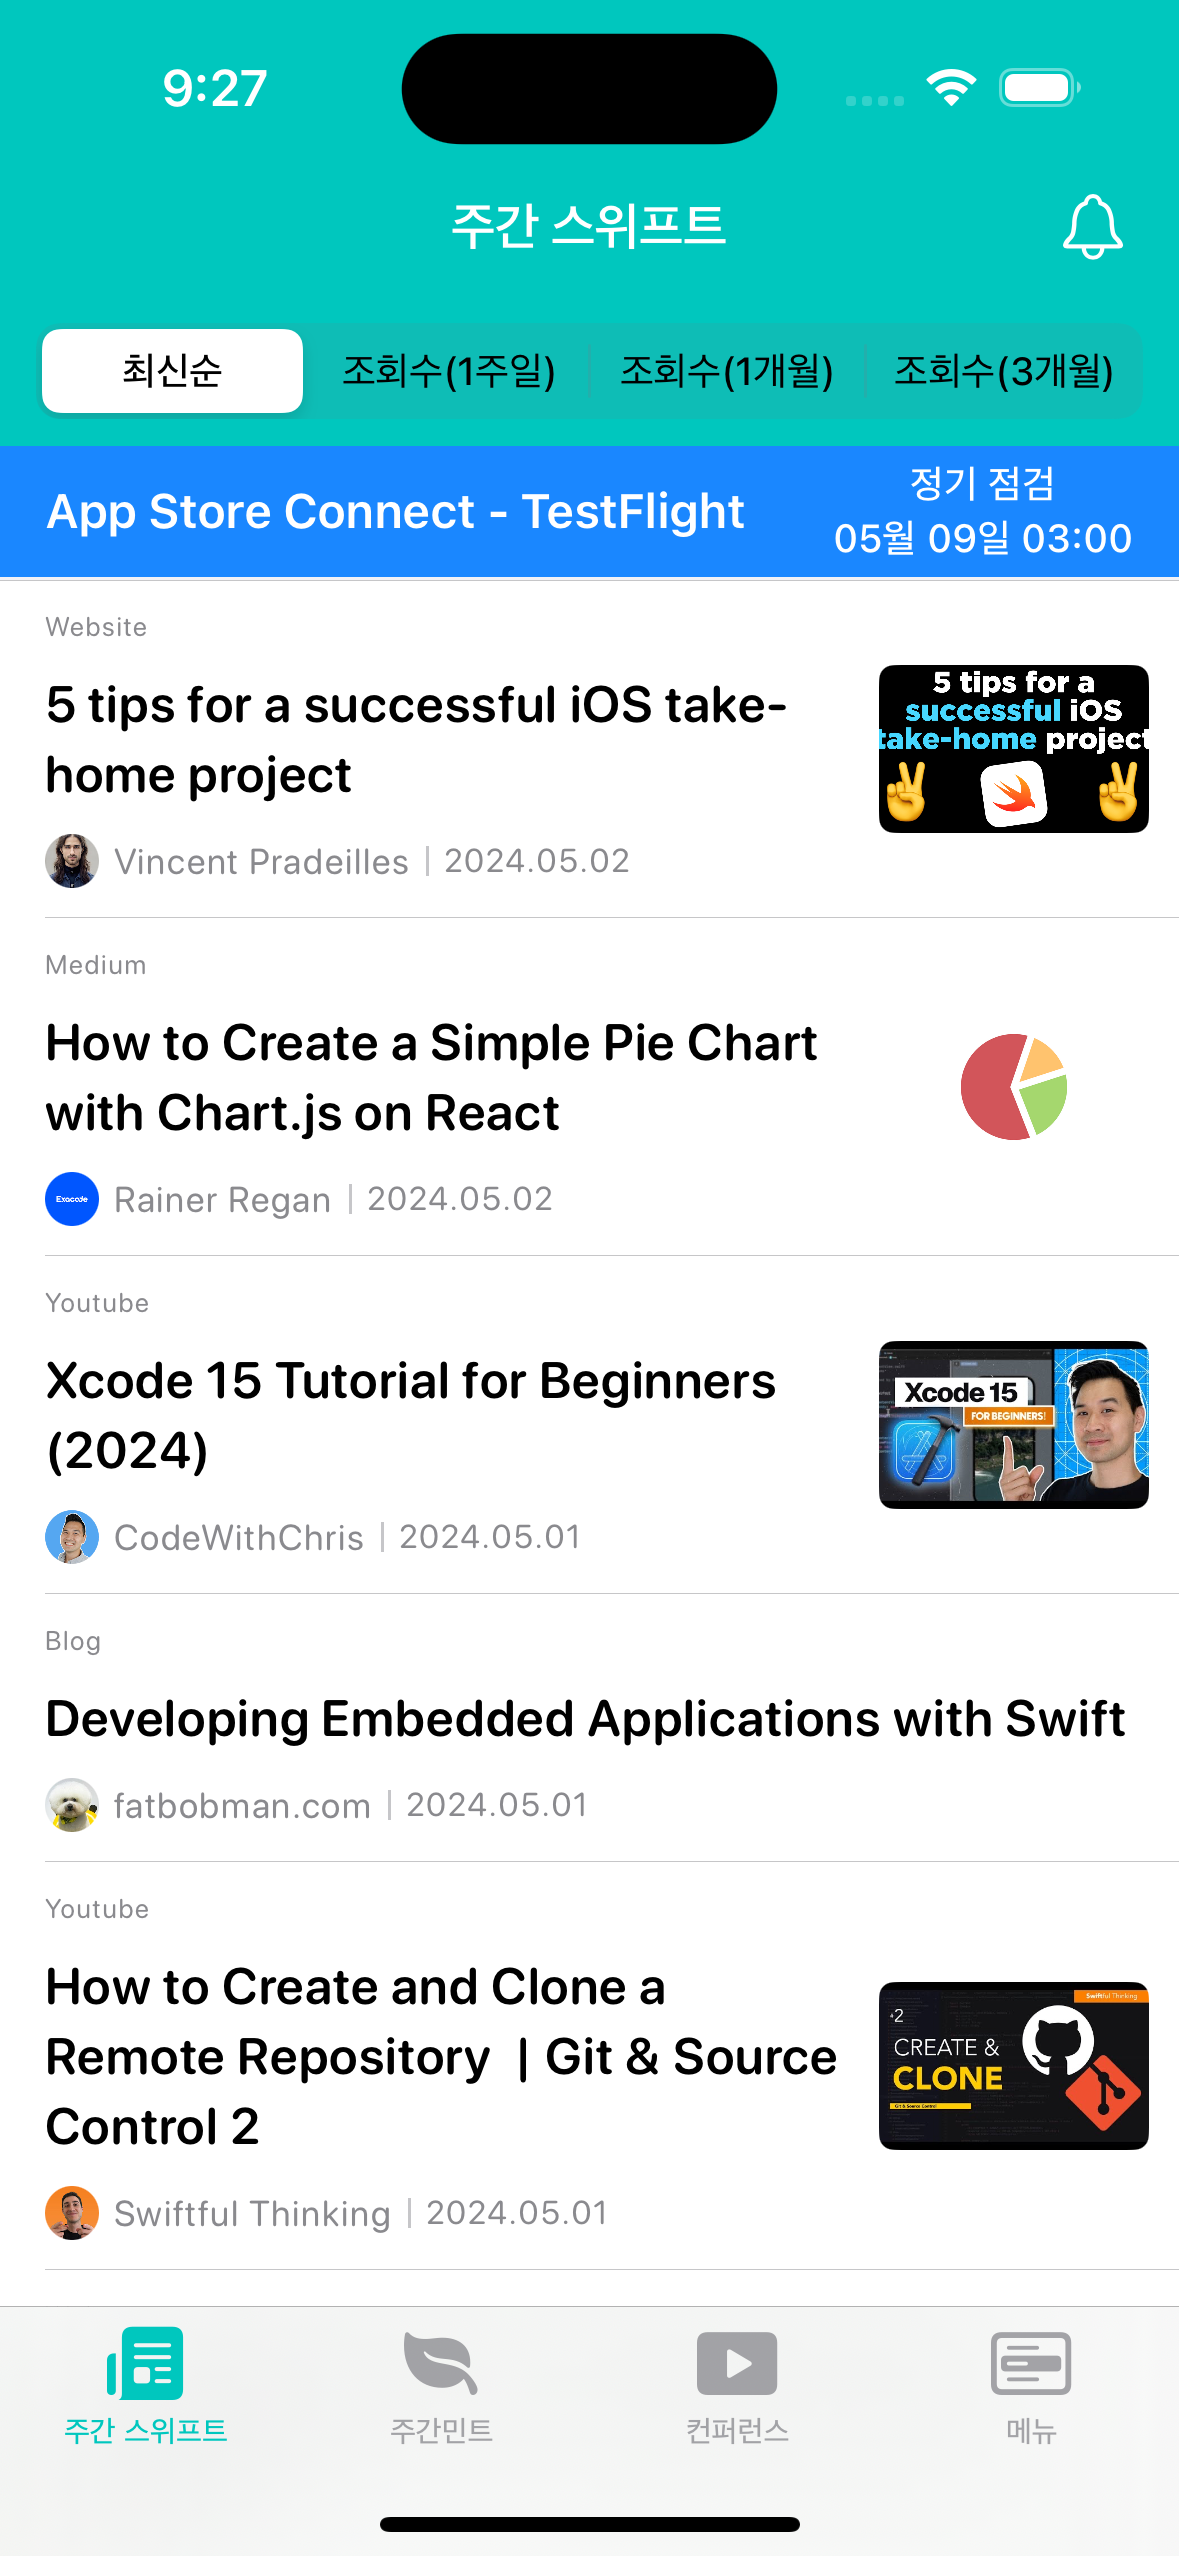 9:27
주간 스위프트
최신순
조회수(1주일)
조회수(1개월)
조회수(3개월)
App Store Connect - TestFlight
정기 점검
05월 09일 03:00
Website
5 tips for a successful iOS take-
home project
5 tips for a
successful iOS
take-home project
Vincent Pradeilles
2024.05.02
Medium
How to Create a Simple Pie Chart
with Chart.js on React
Exacode
Rainer Regan
2024.05.02
Youtube
Xcode 15 Tutorial for Beginners
(2024)
Xcode 15
FOR BEGINNERS!
CodeWithChris
2024.05.01
Blog
Developing Embedded Applications with Swift
fatbobman.com
2024.05.01
Youtube
How to Create and Clone a
Remote Repository | Git & Source
Control 2
Swiftful Thinking
CREATE &
CLONE
Git & Source Control
Swiftful Thinking
2024.05.01
주간 스위프트
주간민트
컨퍼런스
메뉴